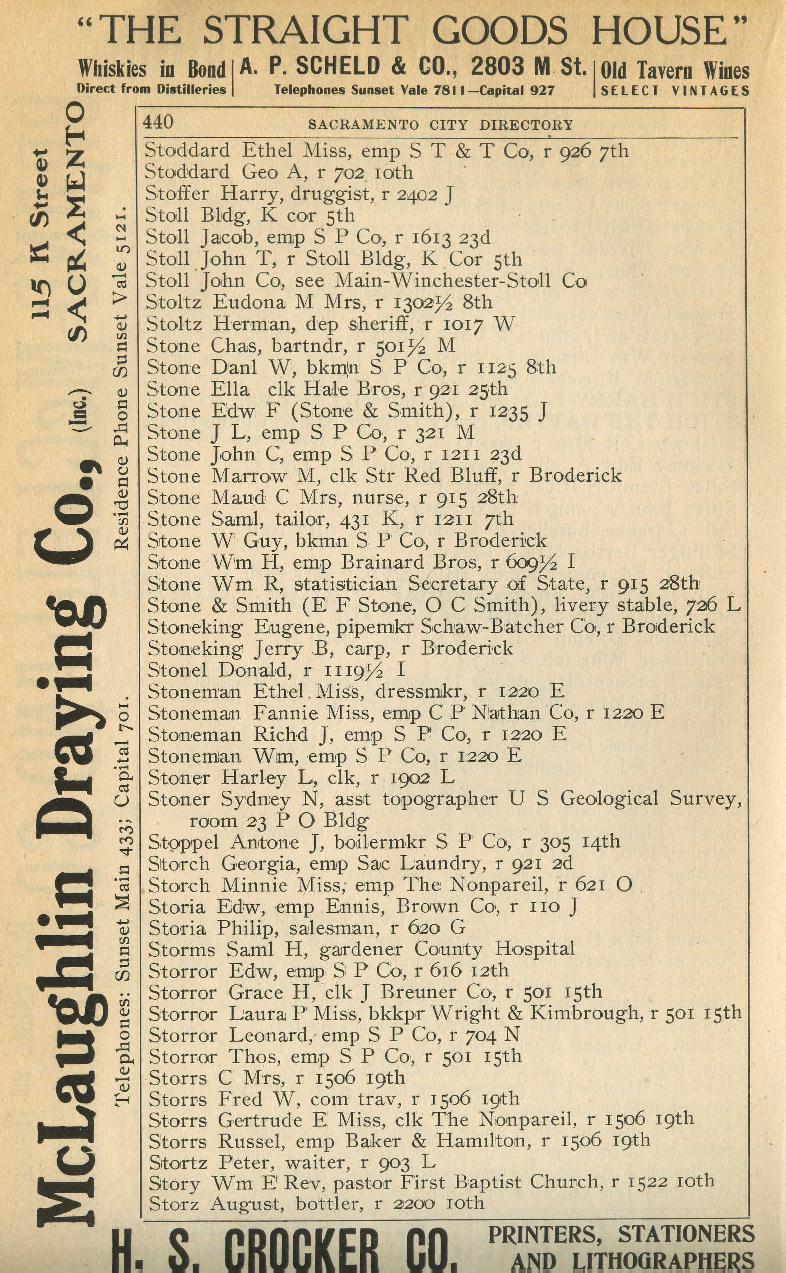 "THE STRAIGHT GOODS HOUSE"
Whiskies in Bond
Direct from Distilleries
A. P. SCHELD & CO., 2803 M St.
Telephones Sunset Vale 7811—Capital 927
Old Tavern Wines
SELECT VINTAGES
McLaughlin Draying Co., (Inc.)
115 K Street
SACRAMENTO
Telephones: Sunset Main 433; Capital 701. Residence Phone Sunset Vale 5121.
440 SACRAMENTO CITY DIRECTORY
Stoddard Ethel Miss, emp S T & T Co, r 926 7th
Stoddard Geo A, r 702 10th
Stoffer Harry, druggist, r 2402 J
Stoll Bldg, K cor 5th
Stoll Jacob, emp S P Co, r 1613 23d
Stoll John T, r Stoll Bldg, K Cor 5th
Stoll John Co, see Main-Winchester-Stoll Co
Stoltz Eudona M Mrs, r 1302½ 8th
Stoltz Herman, dep sheriff, r 1017 W
Stone Chas, bartndr, r 501½ M
Stone Danl W, bkmn S P Co, r 1125 8th
Stone Ella clk Hale Bros, r 921 25th
Stone Edw F (Stone & Smith), r 1235 J
Stone J L, emp S P Co, r 321 M
Stone John C, emp S P Co, r 1211 23d
Stone Marrow M, clk Str Red Bluff, r Broderick
Stone Maud C Mrs, nurse, r 915 28th
Stone Saml, tailor, 431 K, r 1211 7th
Stone W Guy, bkmn S P Co, r Broderick
Stone Wm H, emp Brainard Bros, r 609½ I
Stone Wm R, statistician Secretary of State, r 915 28th
Stone & Smith (E F Stone, O C Smith), livery stable, 726 L
Stoneking Eugene, pipemkr Schaw-Batcher Co, r Broderick
Stoneking Jerry B, carp, r Broderick
Stonel Donald, r 1119½ I
Stoneman Ethel Miss, dressmkr, r 1220 E
Stoneman Fannie Miss, emp C P Nathan Co, r 1220 E
Stoneman Richd J, emp S P Co, r 1220 E
Stoneman Wm, emp S P Co, r 1220 E
Stoner Harley L, clk, r 1902 L
Stoner Sydney N, asst topographer U S Geological Survey,
room 23 P O Bldg
Stoppel Antone J, boilermkr S P Co, r 305 14th
Storch Georgia, emp Sac Laundry, r 921 2d
Storch Minnie Miss, emp The Nonpareil, r 621 O
Storia Edw, emp Ennis, Brown Co, r 110 J
Storia Philip, salesman, r 620 G
Storms Saml H, gardener County Hospital
Storror Edw, emp S P Co, r 616 12th
Storror Grace H, clk J Breuner Co, r 501 15th
Storror Laura P Miss, bkkpr Wright & Kimbrough, r 501 15th
Storror Leonard, emp S P Co, r 704 N
Storror Thos, emp S P Co, r 501 15th
Storrs C Mrs, r 1506 19th
Storrs Fred W, com trav, r 1506 19th
Storrs Gertrude E Miss, clk The Nonpareil, r 1506 19th
Storrs Russel, emp Baker & Hamilton, r 1506 19th
Stortz Peter, waiter, r 903 L
Story Wm E Rev, pastor First Baptist Church, r 1522 10th
Storz August, bottler, r 2200 10th
H. S. CROCKER CO.
PRINTERS, STATIONERS
AND LITHOGRAPHERS